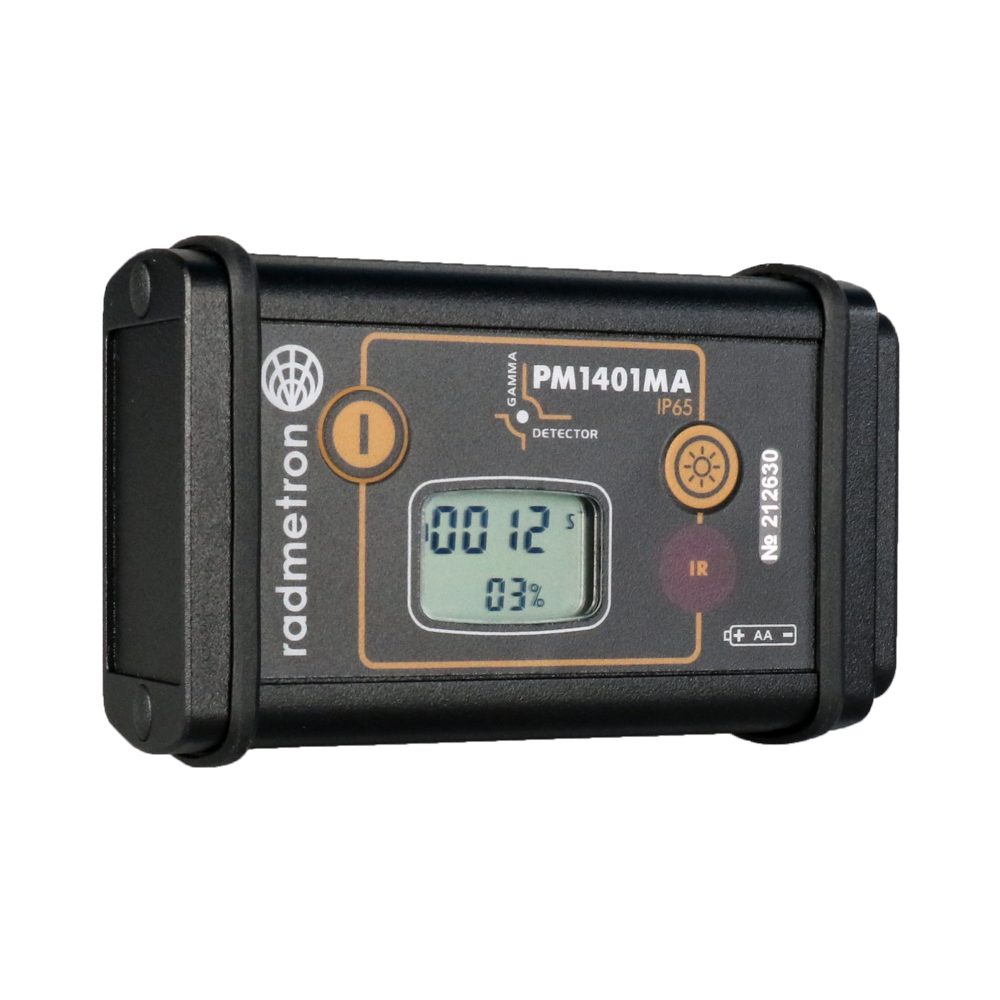 radmetron
GAMMA
DETECTOR
PM1401MA
IP65
0012 S
03%
IR
№ 212630
+ AA -